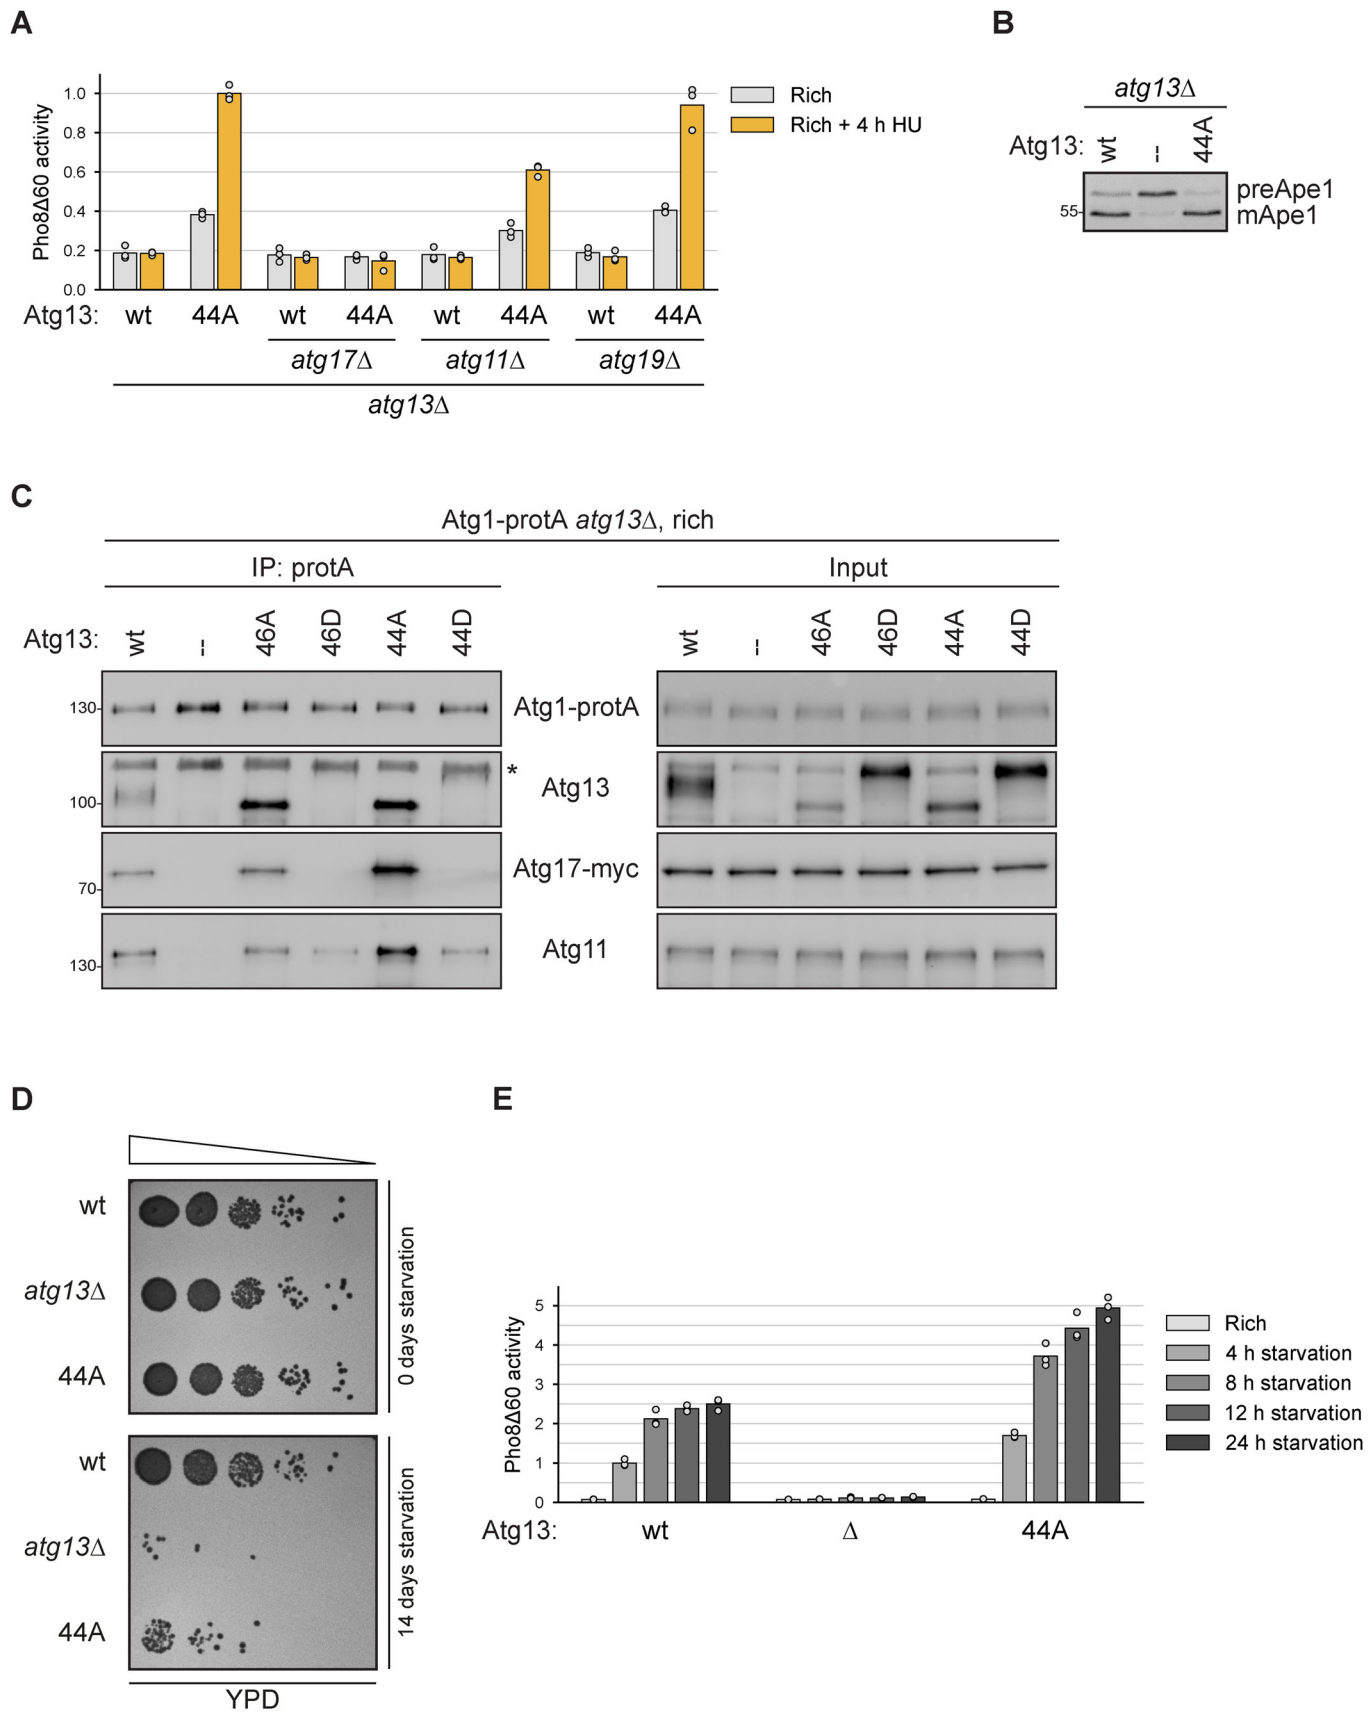 A
Pho8Δ60 activity
1.0
0.8
0.6
0.4
0.2
0.0
Rich
Rich + 4 h HU
Atg13: wt 44A wt 44A wt 44A wt 44A
atg17Δ atg11Δ atg19Δ
atg13Δ
B
atg13Δ
Atg13: wt -- 44A
preApe1
55- mApe1
C
Atg1-protA atg13Δ, rich
IP: protA Input
Atg13: wt -- 46A 46D 44A 44D wt -- 46A 46D 44A 44D
130- Atg1-protA
*
100- Atg13
Atg17-myc
70-
Atg11
130-
D
wt
atg13Δ
44A
0 days starvation
wt
atg13Δ
44A
14 days starvation
YPD
E
Pho8Δ60 activity
5
4
3
2
1
0
Atg13: wt Δ 44A
Rich
4 h starvation
8 h starvation
12 h starvation
24 h starvation